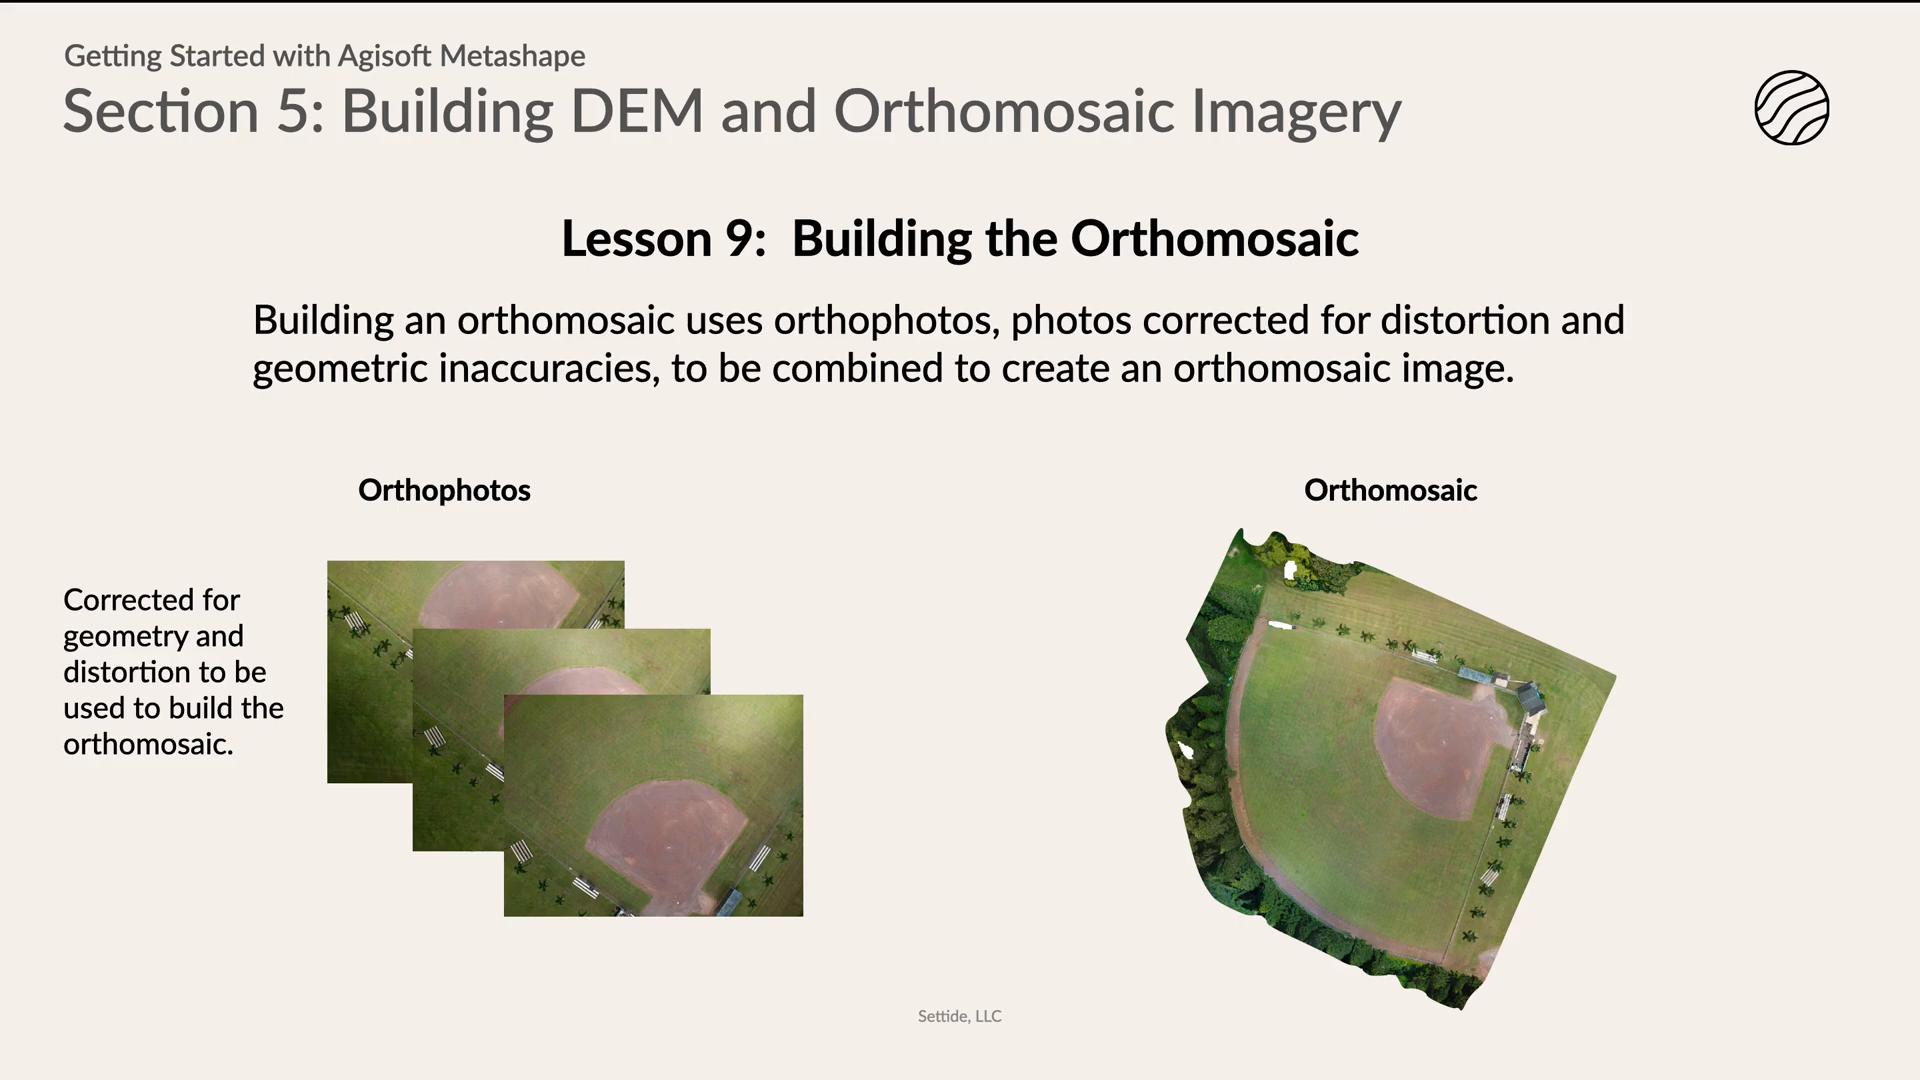 Getting Started with Agisoft Metashape
Section 5: Building DEM and Orthomosaic Imagery
Lesson 9: Building the Orthomosaic
Building an orthomosaic uses orthophotos, photos corrected for distortion and
geometric inaccuracies, to be combined to create an orthomosaic image.
Orthophotos
Orthomosaic
Corrected for
geometry and
distortion to be
used to build the
orthomosaic.
Settide, LLC